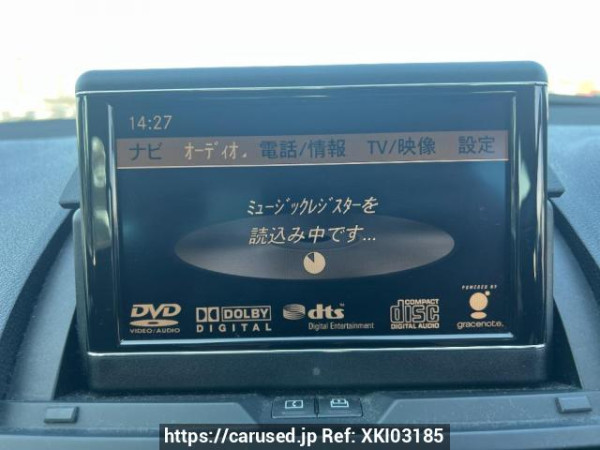 14:27
ナビ オーディオ 電話/情報 TV/映像 設定
ミュージックレジスターを
読込み中です...
DVD
VIDEO/AUDIO
DOLBY
DIGITAL
dts
Digital Entertainment
COMPACT
disc
DIGITAL AUDIO
POWERED BY
gracenote.
https://carused.jp Ref: XKI03185